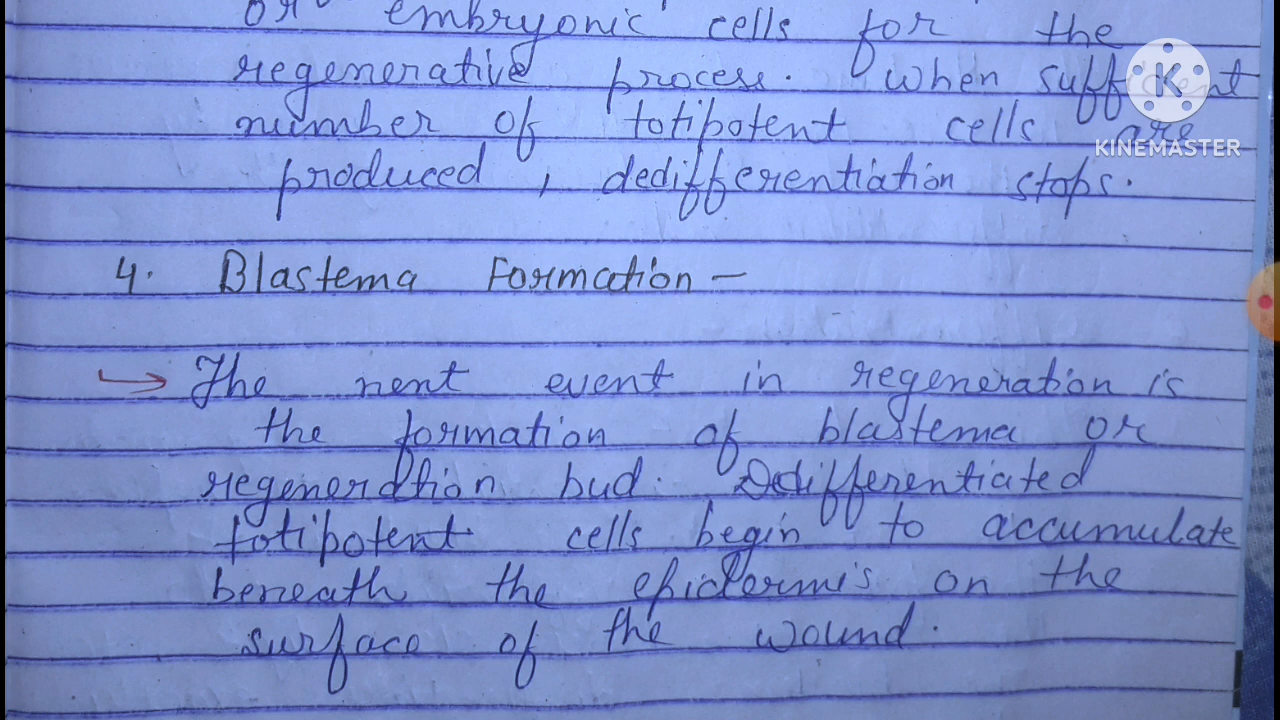 or embryonic cells for the
regenerative process. when sufficient
number of totipotent cells are
produced, dedifferentiation stops.
4. Blastema Formation —
→ The next event in regeneration is
the formation of blastema or
regeneration bud. Dedifferentiated
totipotent cells begin to accumulate
beneath the epidermis on the
surface of the wound.
K
KINEMASTER